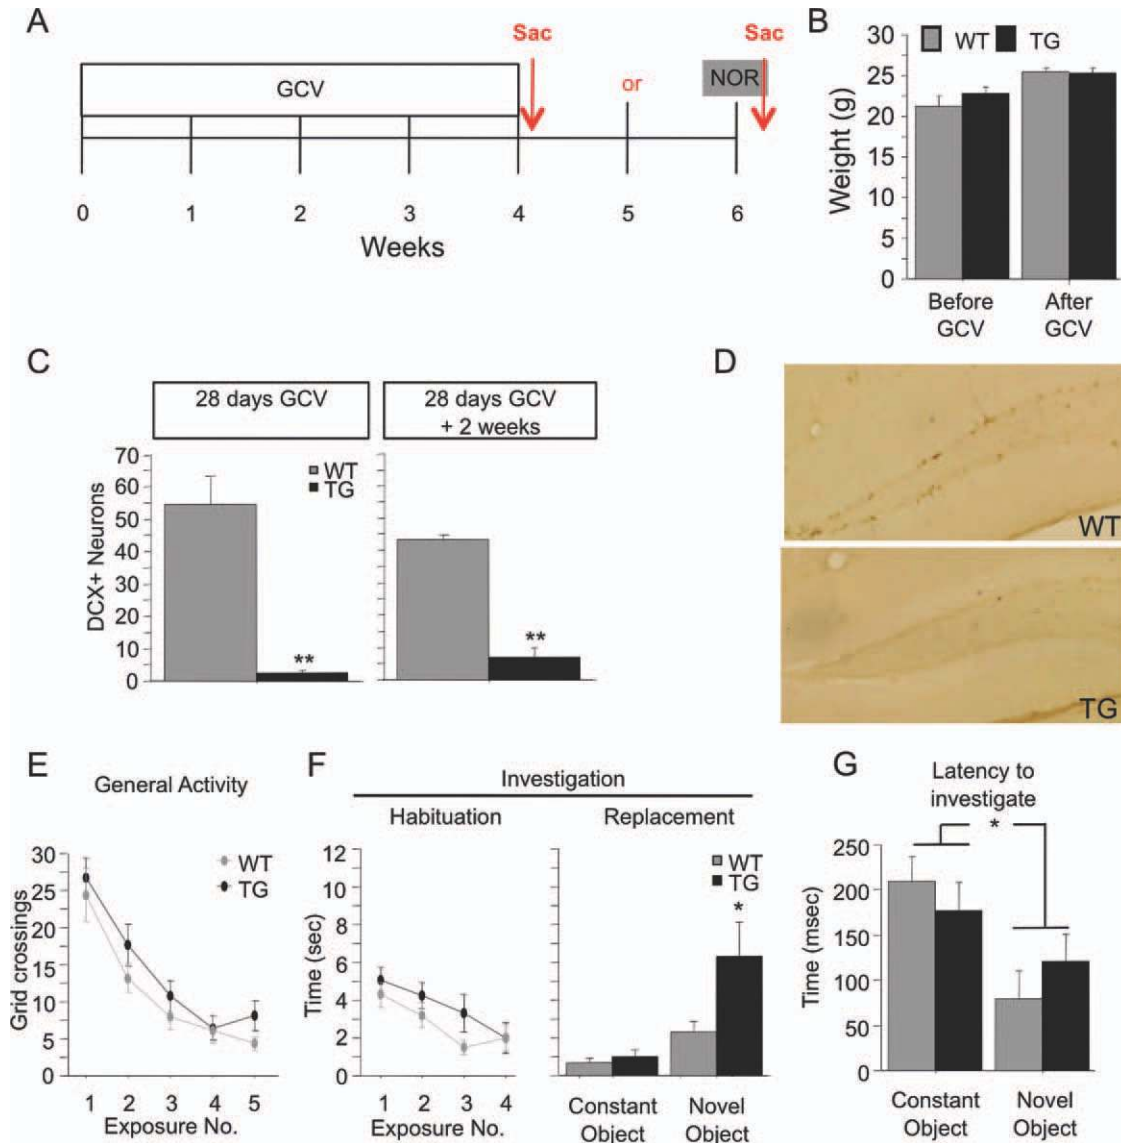 A
Sac
Sac
GCV
or
NOR
0 1 2 3 4 5 6
Weeks
B
30
25
20
15
10
5
0
Weight (g)
WT TG
Before GCV
After GCV
C
28 days GCV
28 days GCV
+ 2 weeks
70
60
50
40
30
20
10
0
DCX+ Neurons
WT
TG
**
**
D
WT
TG
E
General Activity
30
25
20
15
10
5
0
Grid crossings
WT
TG
1 2 3 4 5
Exposure No.
F
Investigation
Habituation
Replacement
12
10
8
6
4
2
0
Time (sec)
1 2 3 4
Exposure No.
WT
TG
*
Constant Object
Novel Object
G
Latency to
investigate
*
250
200
150
100
50
0
Time (msec)
Constant Object
Novel Object